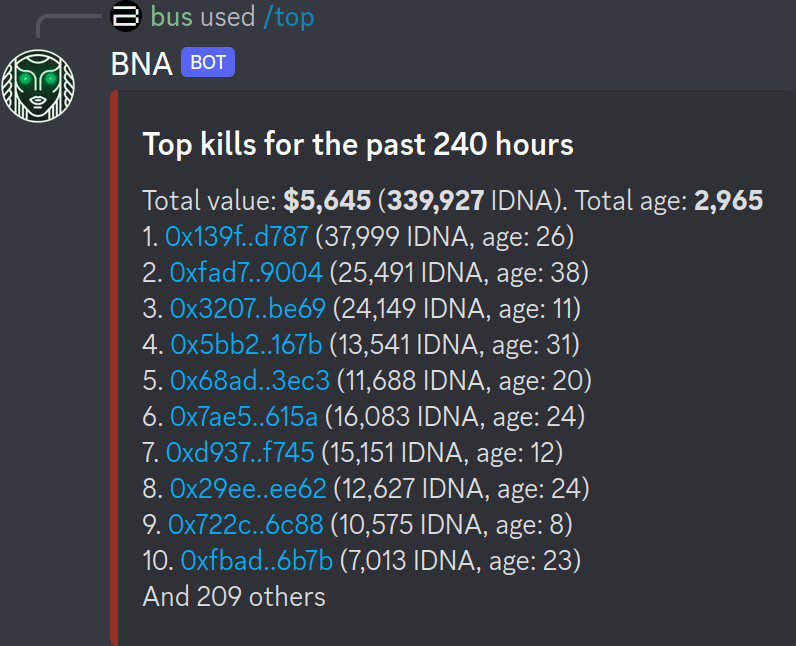 bus used /top
BNA BOT
Top kills for the past 240 hours
Total value: $5,645 (339,927 IDNA). Total age: 2,965
1. 0x139f..d787 (37,999 IDNA, age: 26)
2. 0xfad7..9004 (25,491 IDNA, age: 38)
3. 0x3207..be69 (24,149 IDNA, age: 11)
4. 0x5bb2..167b (13,541 IDNA, age: 31)
5. 0x68ad..3ec3 (11,688 IDNA, age: 20)
6. 0x7ae5..615a (16,083 IDNA, age: 24)
7. 0xd937..f745 (15,151 IDNA, age: 12)
8. 0x29ee..ee62 (12,627 IDNA, age: 24)
9. 0x722c..6c88 (10,575 IDNA, age: 8)
10. 0xfbad..6b7b (7,013 IDNA, age: 23)
And 209 others